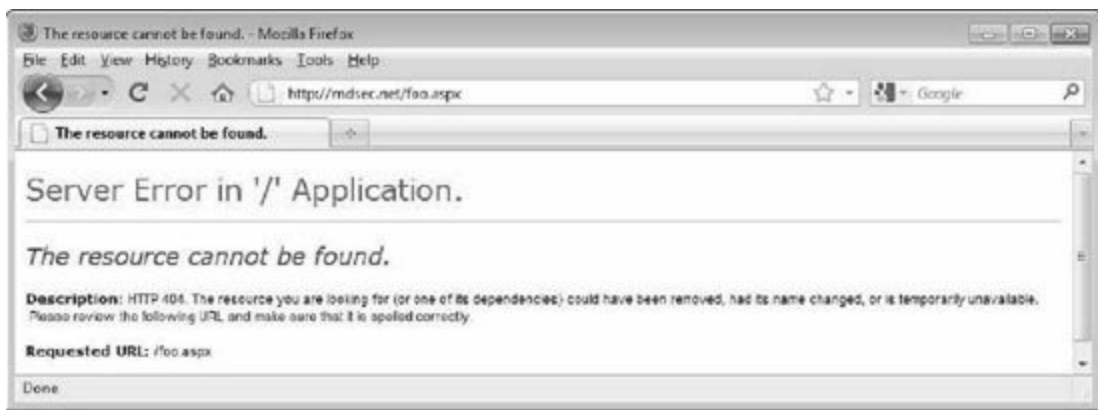 The resource cannot be found. - Mozilla Firefox
File Edit View History Bookmarks Tools Help
http://mdsec.net/foo.aspx
Google
The resource cannot be found.
Server Error in '/' Application.
The resource cannot be found.
Description: HTTP 404. The resource you are looking for (or one of its dependencies) could have been removed, had its name changed, or is temporarily unavailable.
Please review the following URL and make sure that it is spelled correctly.
Requested URL: /foo.aspx
Done